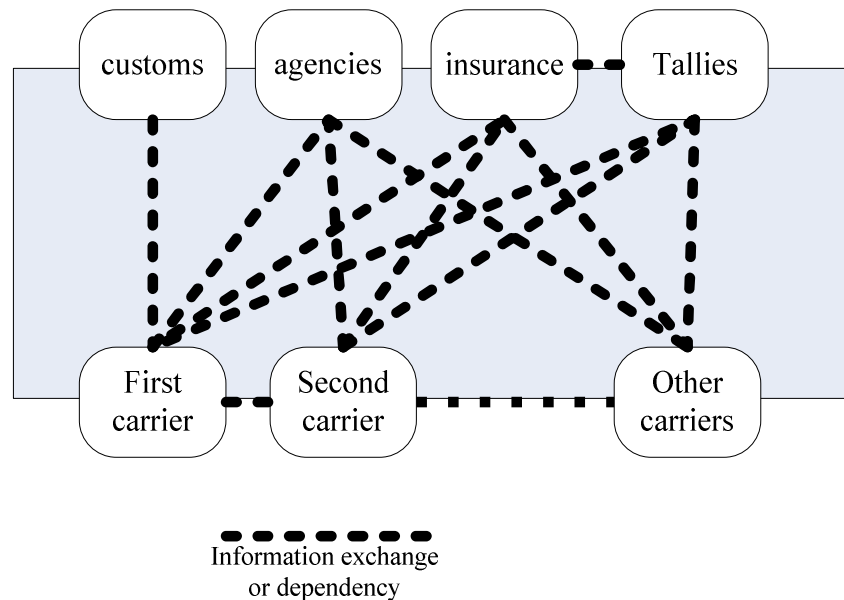 customs
agencies
insurance
Tallies
First
carrier
Second
carrier
Other
carriers
Information exchange
or dependency